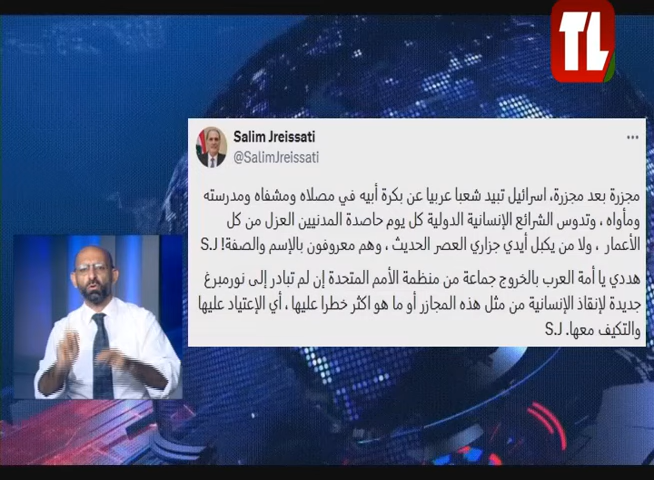 TL
Salim Jreissati
@SalimJreissati
مجزرة بعد مجزرة، اسرائيل تبيد شعبا عربيا عن بكرة أبيه في مصلاه ومشفاه ومدرسته
ومأواه ، وتدوس الشرائع الإنسانية الدولية كل يوم حاصدة المدنيين العزل من كل
الأعمار ، ولا من يكبل أيدي جزاري العصر الحديث ، وهم معروفون بالإسم والصفة! S.J
هددي يا أمة العرب بالخروج جماعة من منظمة الأمم المتحدة إن لم تبادر إلى نورمبرغ
جديدة لإنقاذ الإنسانية من مثل هذه المجازر أو ما هو اكثر خطرا عليها ، أي الإعتياد عليها
والتكيف معها. S.J